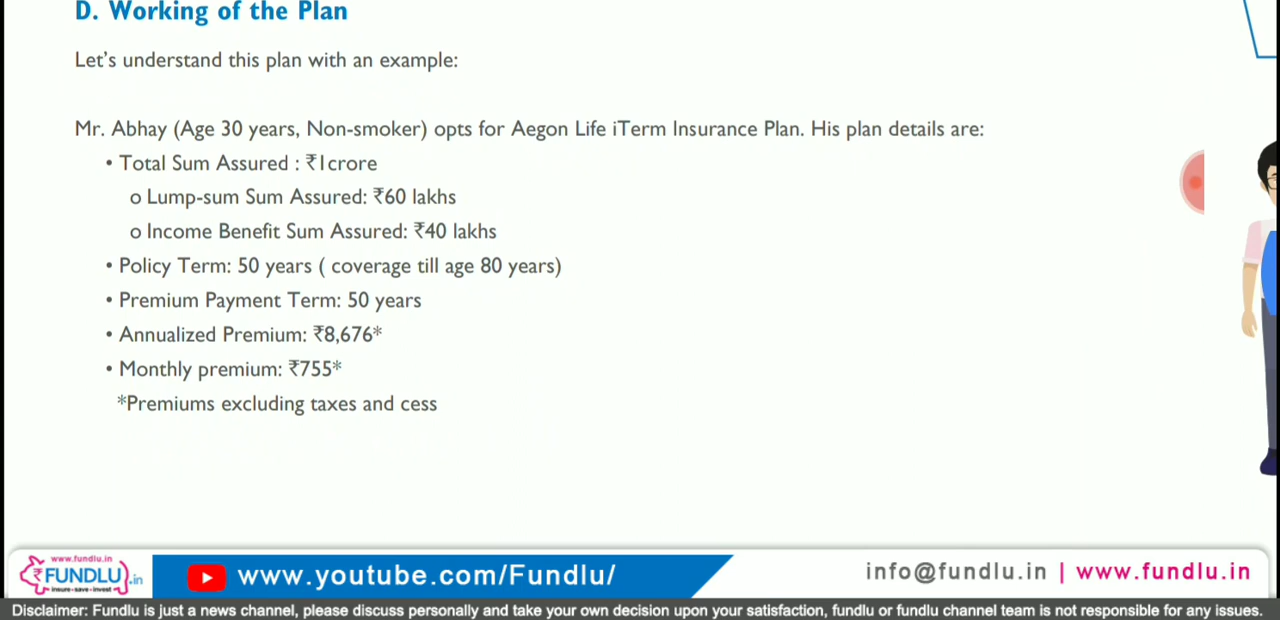 D. Working of the Plan
Let's understand this plan with an example:
Mr. Abhay (Age 30 years, Non-smoker) opts for Aegon Life iTerm Insurance Plan. His plan details are:
• Total Sum Assured : ₹1crore
o Lump-sum Sum Assured: ₹60 lakhs
o Income Benefit Sum Assured: ₹40 lakhs
• Policy Term: 50 years ( coverage till age 80 years)
• Premium Payment Term: 50 years
• Annualized Premium: ₹8,676*
• Monthly premium: ₹755*
*Premiums excluding taxes and cess
www.fundlu.in
₹FUNDLU.in
insure-save-invest
www.youtube.com/Fundlu/
info@fundlu.in | www.fundlu.in
Disclaimer: Fundlu is just a news channel, please discuss personally and take your own decision upon your satisfaction, fundlu or fundlu channel team is not responsible for any issues.